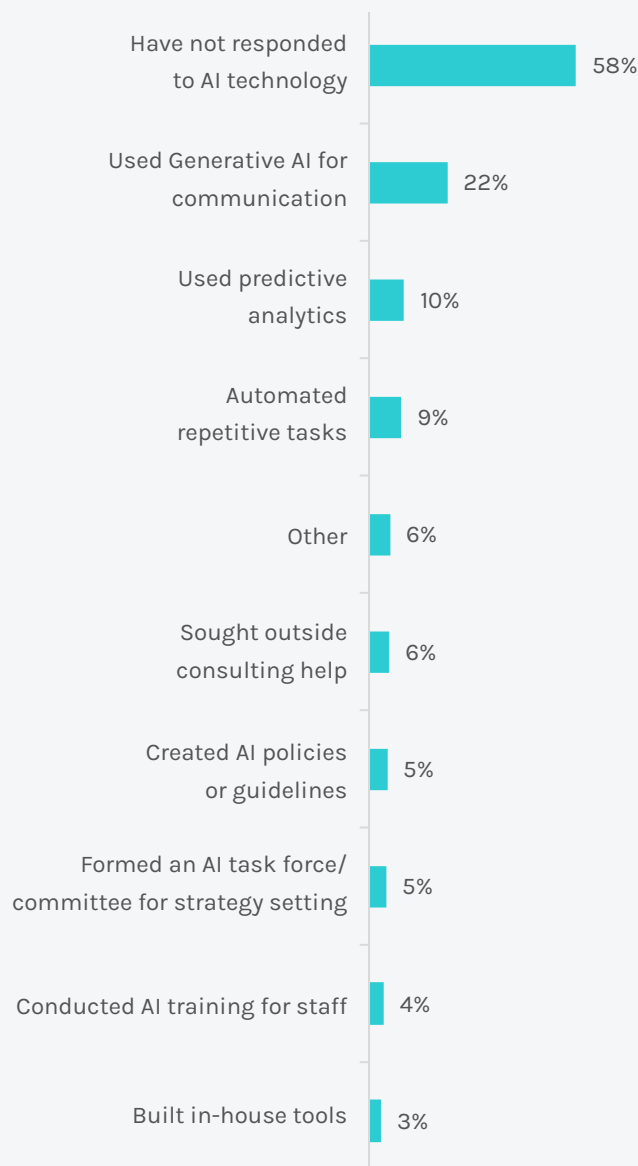 Have not responded
to AI technology
58%
Used Generative AI for
communication
22%
Used predictive
analytics
10%
Automated
repetitive tasks
9%
Other
6%
Sought outside
consulting help
6%
Created AI policies
or guidelines
5%
Formed an AI task force/
committee for strategy setting
5%
Conducted AI training for staff
4%
Built in-house tools
3%